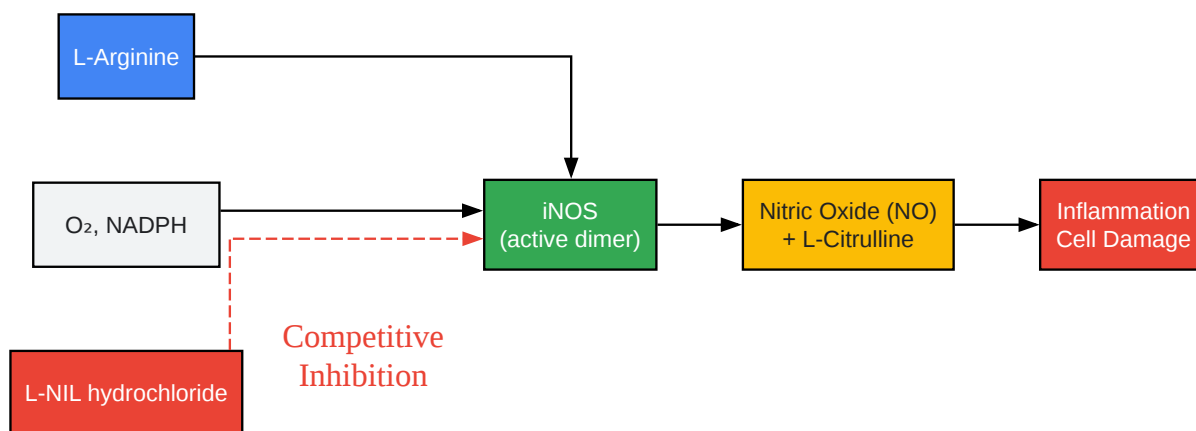 L-Arginine
O₂, NADPH
iNOS
(active dimer)
Nitric Oxide (NO)
+ L-Citrulline
Inflammation
Cell Damage
Competitive
Inhibition
L-NIL hydrochloride